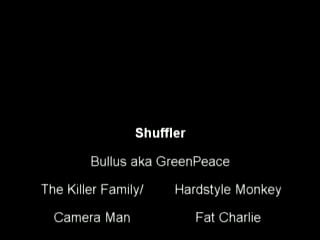 Shuffler
Bullus aka GreenPeace
The Killer Family/ Hardstyle Monkey
Camera Man Fat Charlie